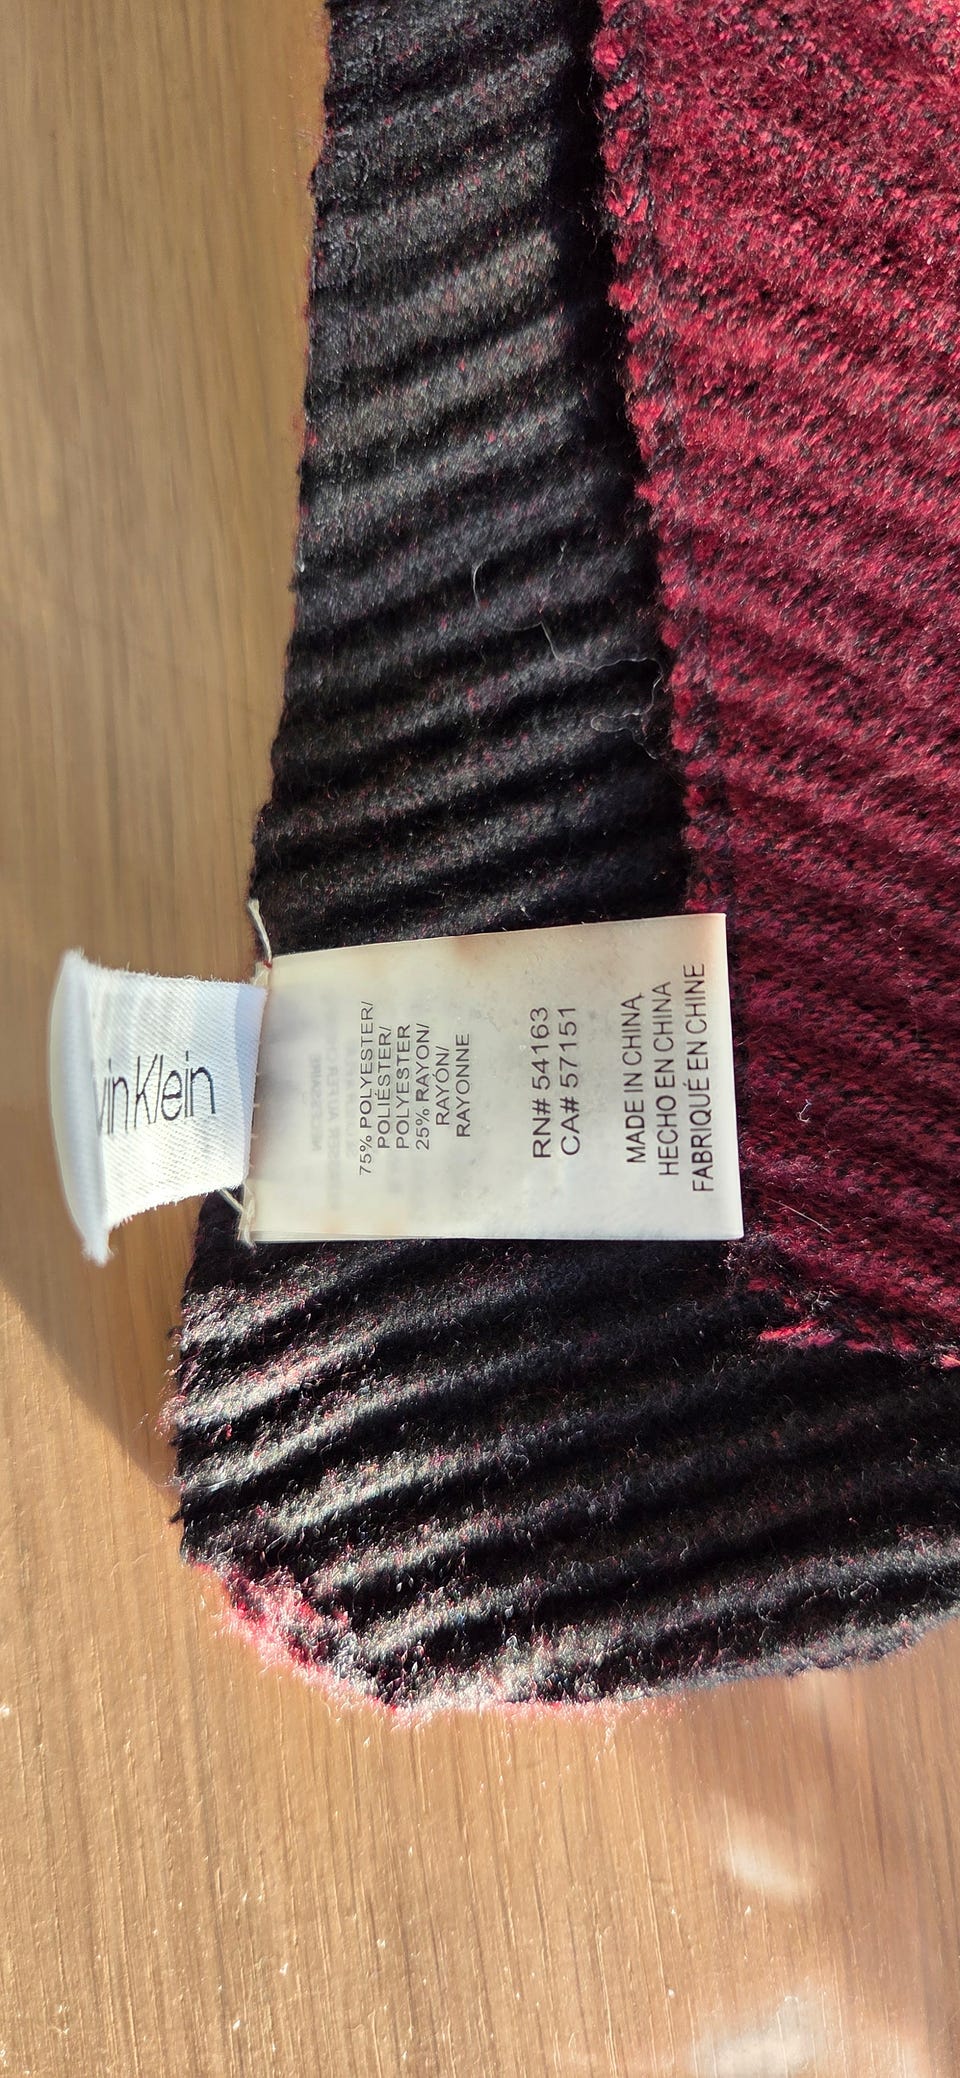 vin Klein
75% POLYESTER/
POLIÉSTER/
POLYESTER
25% RAYON/
RAYÓN/
RAYONNE
RN# 54163
CA# 57151
MADE IN CHINA
HECHO EN CHINA
FABRIQUÉ EN CHINE